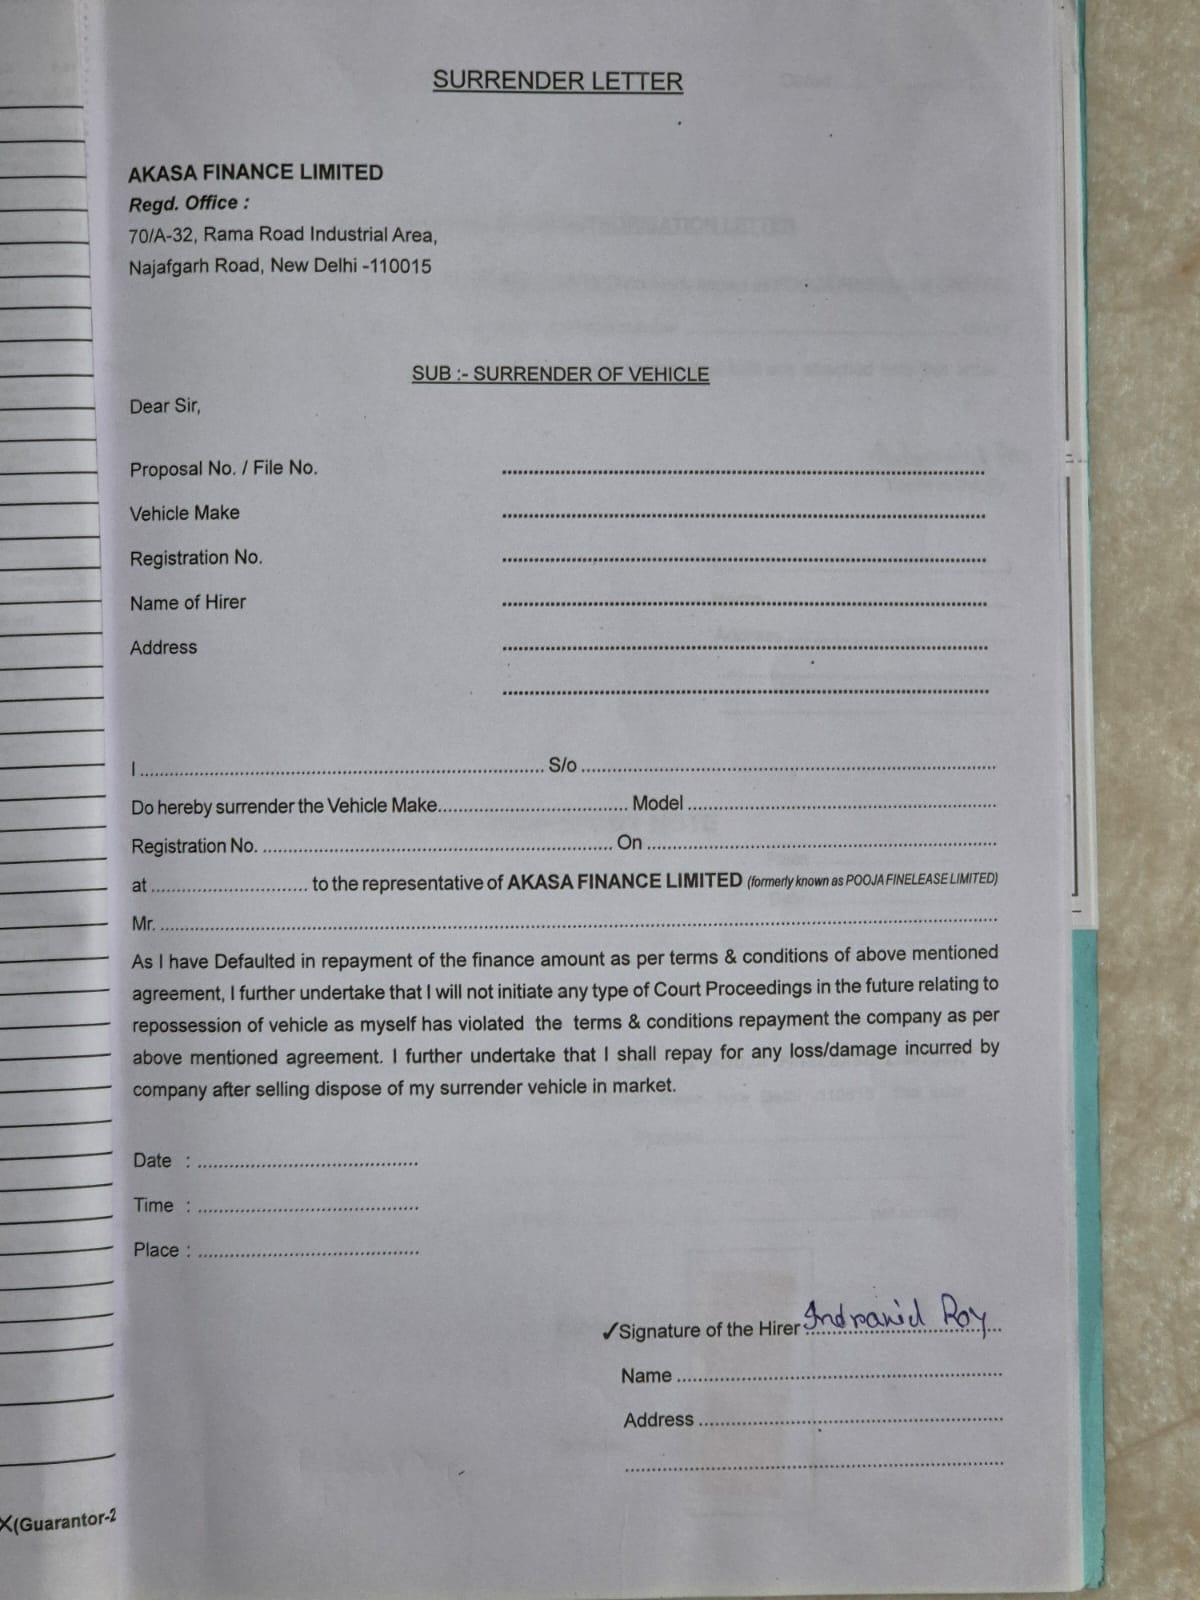 SURRENDER LETTER
AKASA FINANCE LIMITED
Regd. Office :
70/A-32, Rama Road Industrial Area,
Najafgarh Road, New Delhi -110015
SUB :- SURRENDER OF VEHICLE
Dear Sir,
Proposal No. / File No. ........................................
Vehicle Make ........................................
Registration No. ........................................
Name of Hirer ........................................
Address ........................................
........................................
I ........................................ S/o ........................................
Do hereby surrender the Vehicle Make.................... Model ........................................
Registration No. ........................................ On ........................................
at .................... to the representative of AKASA FINANCE LIMITED (formerly known as POOJA FINELEASE LIMITED)
Mr. ........................................
As I have Defaulted in repayment of the finance amount as per terms & conditions of above mentioned
agreement, I further undertake that I will not initiate any type of Court Proceedings in the future relating to
repossession of vehicle as myself has violated the terms & conditions repayment the company as per
above mentioned agreement. I further undertake that I shall repay for any loss/damage incurred by
company after selling dispose of my surrender vehicle in market.
Date : ........................................
Time : ........................................
Place : ........................................
✓Signature of the Hirer Indranil Roy
Name ........................................
Address ........................................
........................................
X(Guarantor-2